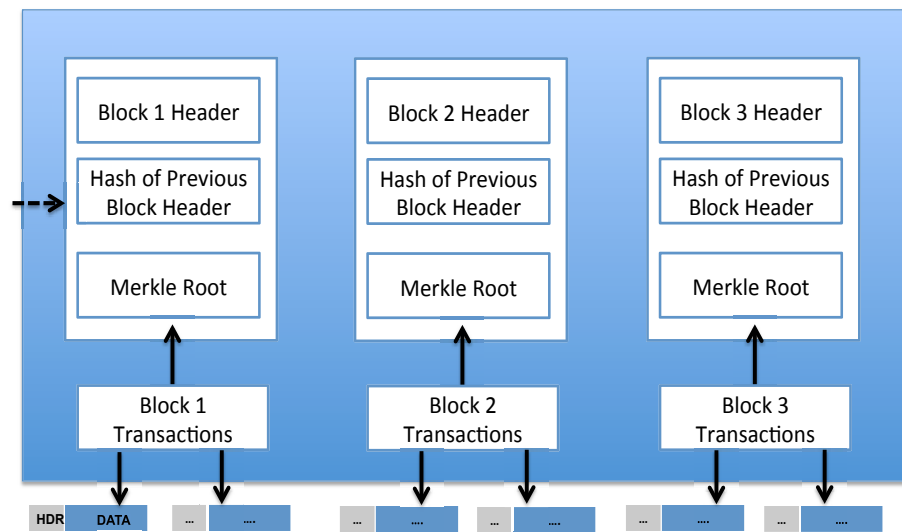 Block 1 Header
Hash of Previous
Block Header
Merkle Root
Block 1
Transactions
Block 2 Header
Hash of Previous
Block Header
Merkle Root
Block 2
Transactions
Block 3 Header
Hash of Previous
Block Header
Merkle Root
Block 3
Transactions
HDR DATA ... .... ... .... ... .... ... .... ... ....